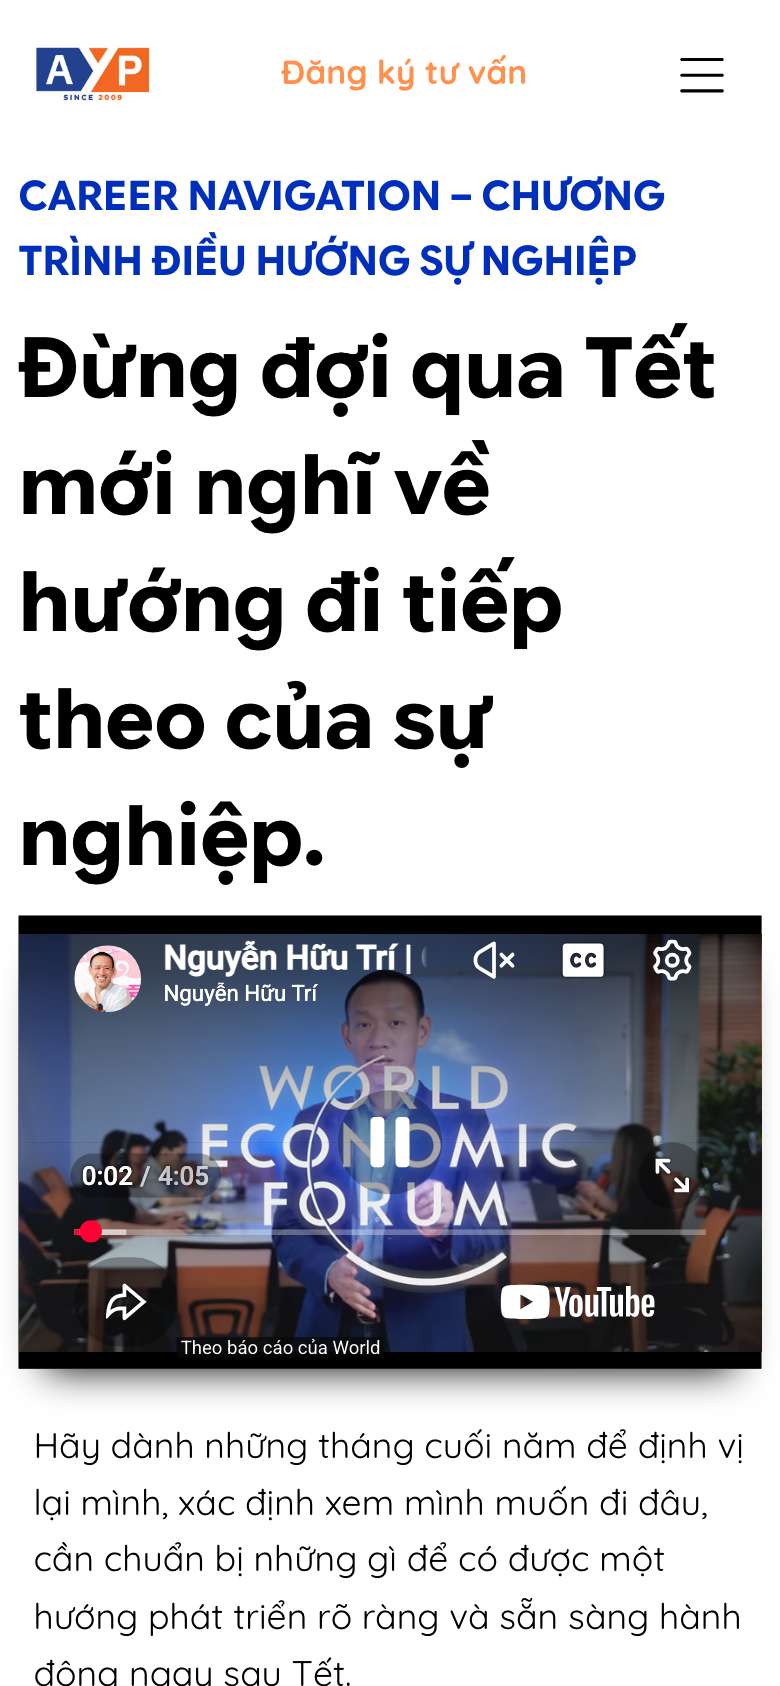 AYP
SINCE 2009
Đăng ký tư vấn
CAREER NAVIGATION – CHƯƠNG
TRÌNH ĐIỀU HƯỚNG SỰ NGHIỆP
Đừng đợi qua Tết
mới nghĩ về
hướng đi tiếp
theo của sự
nghiệp.
Nguyễn Hữu Trí |
CC
Nguyễn Hữu Trí
WORLD
ECONOMIC
FORUM
0:02 / 4:05
YouTube
Theo báo cáo của World
Hãy dành những tháng cuối năm để định vị
lại mình, xác định xem mình muốn đi đâu,
cần chuẩn bị những gì để có được một
hướng phát triển rõ ràng và sẵn sàng hành
động ngay sau Tết.